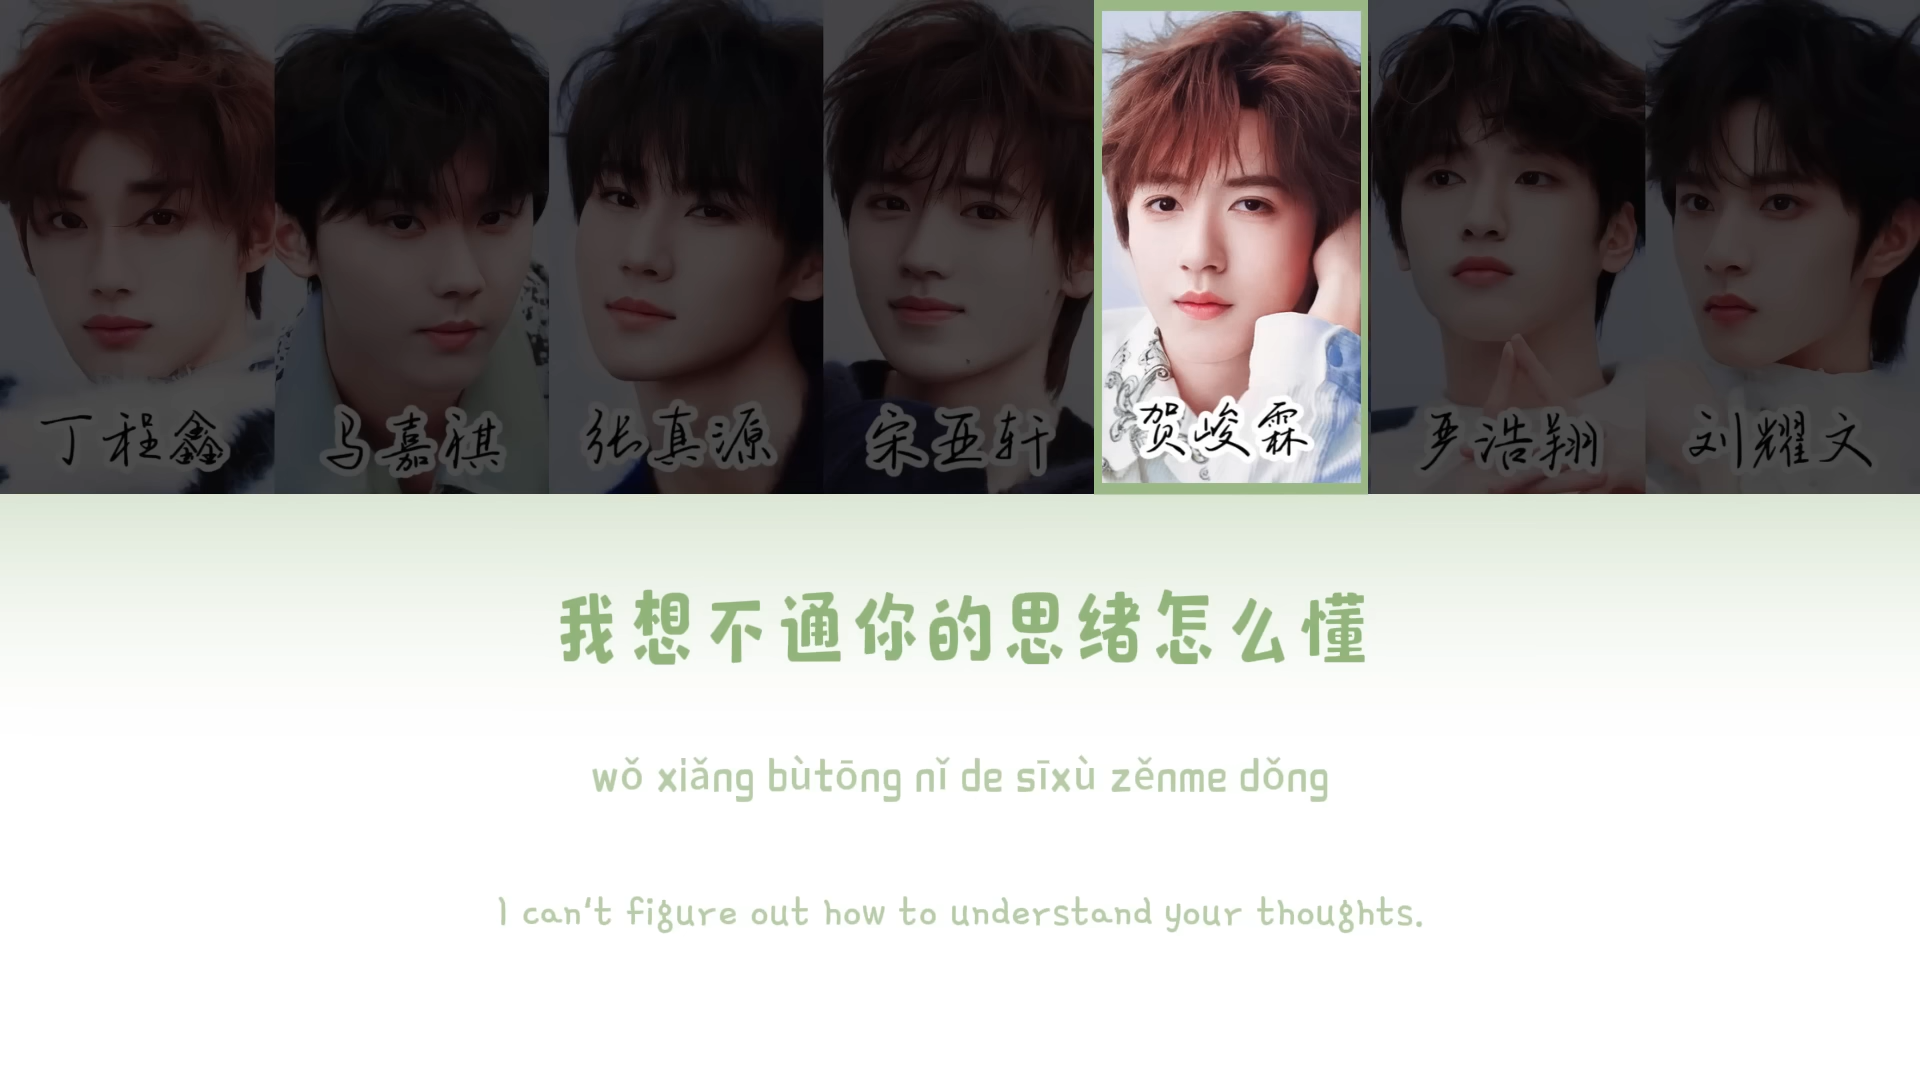 丁程鑫 马嘉祺 张真源 宋亚轩 贺峻霖 严浩翔 刘耀文
我想不通你的思绪怎么懂
wǒ xiǎng bùtōng nǐ de sīxù zěnme dǒng
I can't figure out how to understand your thoughts.